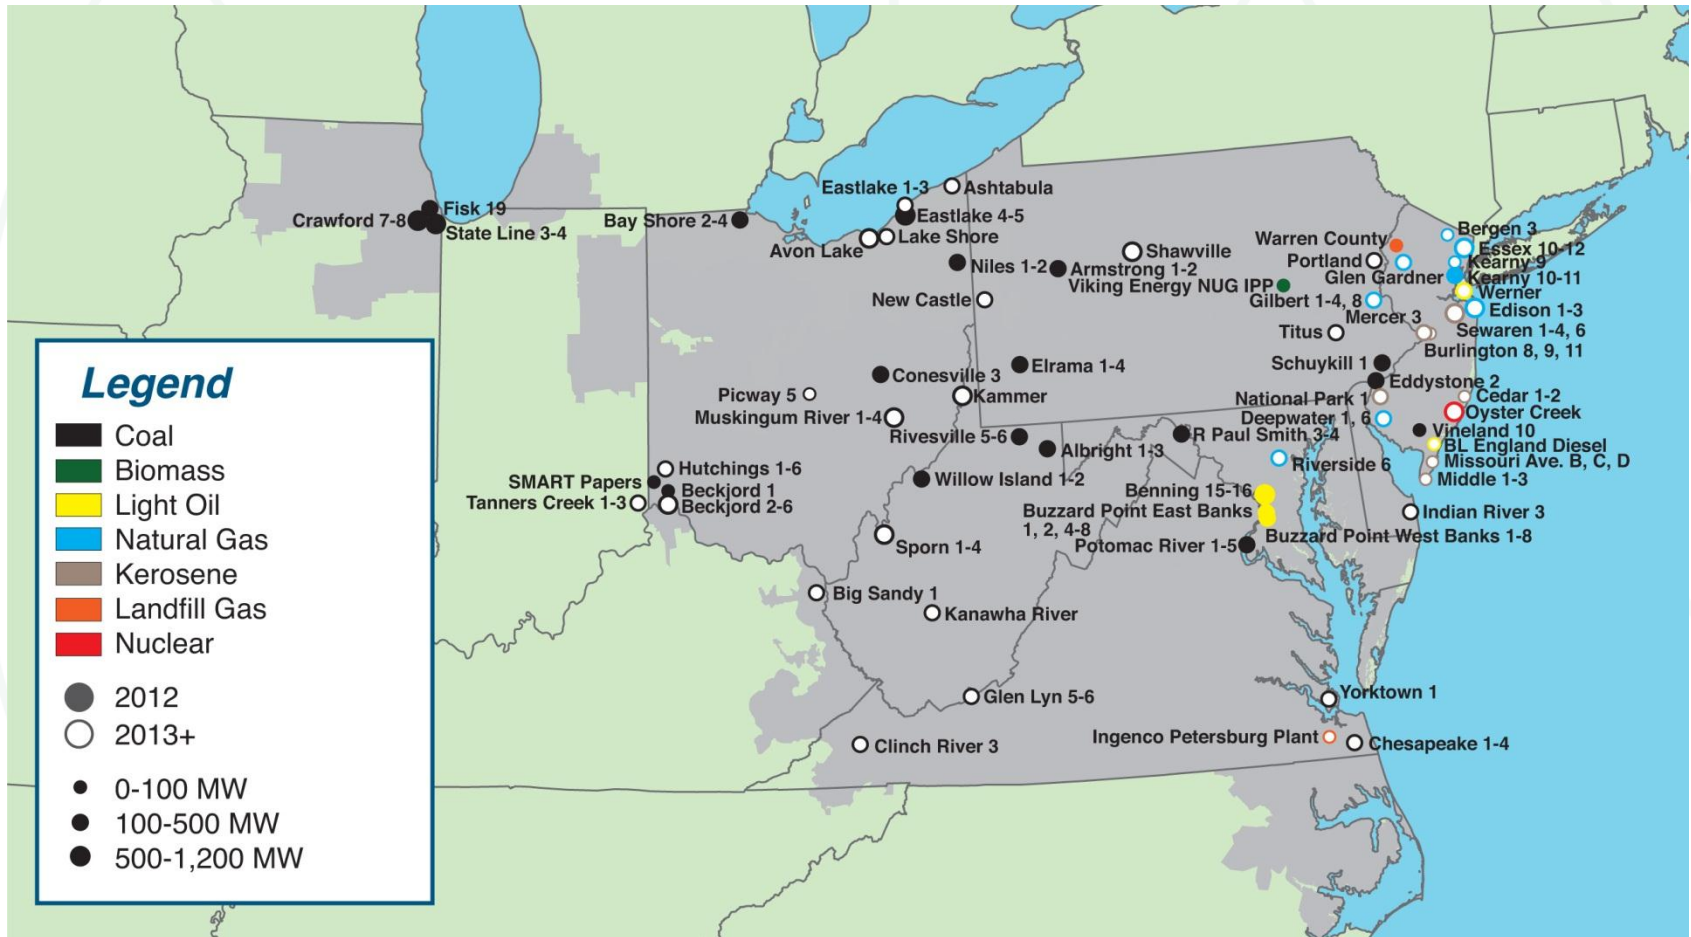 Eastlake 1-3
Ashtabula
Crawford 7-8
Fisk 19
State Line 3-4
Bay Shore 2-4
Eastlake 4-5
Avon Lake
Lake Shore
Niles 1-2
Armstrong 1-2
Shawville
Viking Energy NUG IPP
New Castle
Warren County
Portland
Glen Gardner
Gilbert 1-4, 8
Bergen 3
Essex 10-12
Kearny 9
Kearny 10-11
Werner
Edison 1-3
Mercer 3
Sewaren 1-4, 6
Titus
Burlington 8, 9, 11
Schuykill 1
Eddystone 2
Elrama 1-4
Conesville 3
Picway 5
Kammer
Muskingum River 1-4
National Park 1
Cedar 1-2
Deepwater 1, 6
Oyster Creek
Rivesville 5-6
R Paul Smith 3-4
Vineland 10
Albright 1-3
BL England Diesel
Riverside 6
Missouri Ave. B, C, D
Hutchings 1-6
Willow Island 1-2
Middle 1-3
SMART Papers
Beckjord 1
Benning 15-16
Tanners Creek 1-3
Beckjord 2-6
Buzzard Point East Banks
1, 2, 4-8
Indian River 3
Buzzard Point West Banks 1-8
Sporn 1-4
Potomac River 1-5
Big Sandy 1
Kanawha River
Glen Lyn 5-6
Yorktown 1
Ingenco Petersburg Plant
Clinch River 3
Chesapeake 1-4
Legend
Coal
Biomass
Light Oil
Natural Gas
Kerosene
Landfill Gas
Nuclear
2012
2013+
0-100 MW
100-500 MW
500-1,200 MW